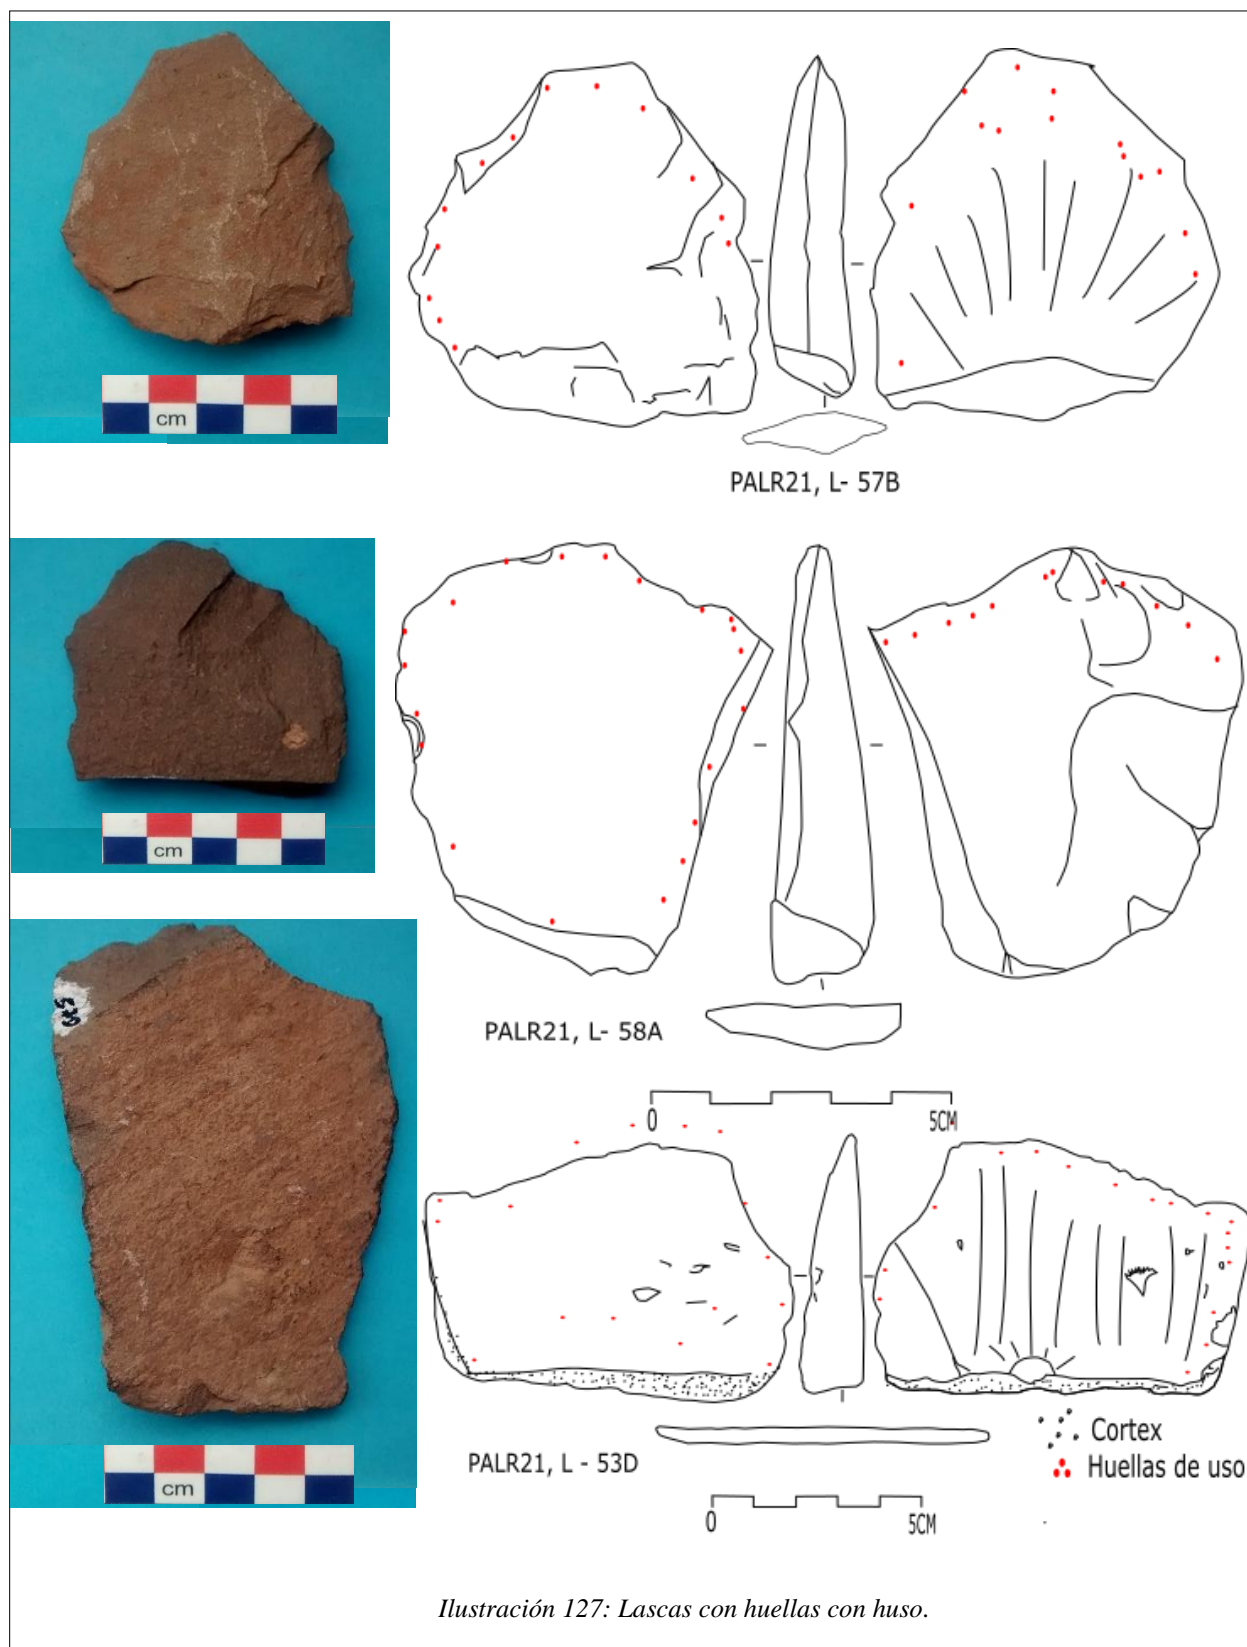 cm
PALR21, L- 57B
cm
PALR21, L- 58A
0 5CM
cm
Cortex
Huellas de uso
PALR21, L - 53D
0 5CM
Ilustración 127: Lascas con huellas con huso.